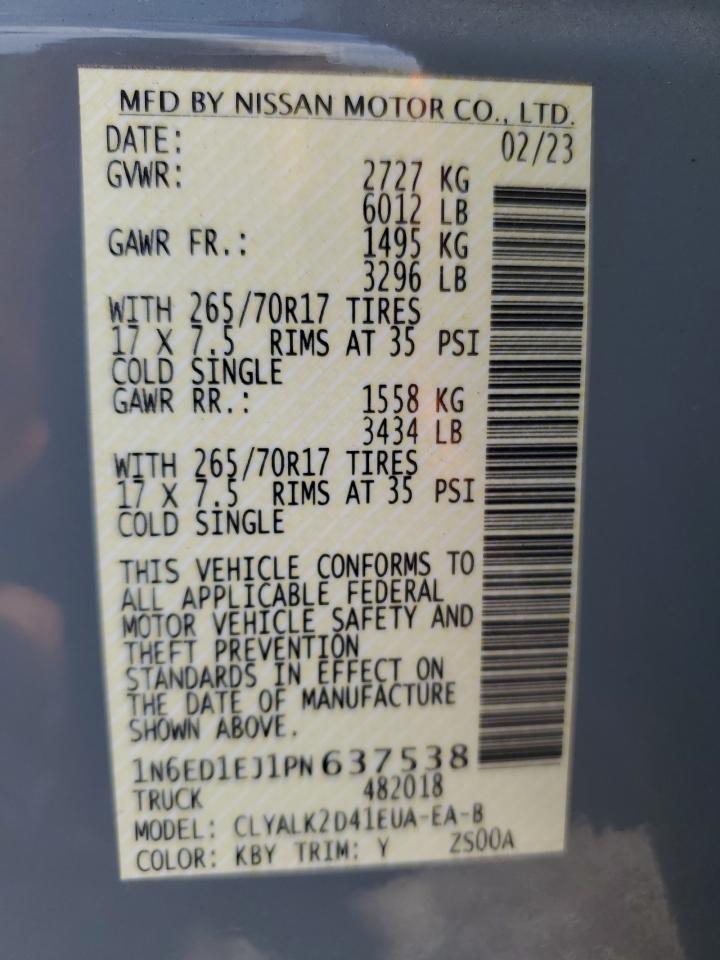 MFD BY NISSAN MOTOR CO., LTD.
DATE: 02/23
GVWR: 2727 KG
6012 LB
GAWR FR.: 1495 KG
3296 LB
WITH 265/70R17 TIRES
17 X 7.5 RIMS AT 35 PSI
COLD SINGLE
GAWR RR.: 1558 KG
3434 LB
WITH 265/70R17 TIRES
17 X 7.5 RIMS AT 35 PSI
COLD SINGLE
THIS VEHICLE CONFORMS TO
ALL APPLICABLE FEDERAL
MOTOR VEHICLE SAFETY AND
THEFT PREVENTION
STANDARDS IN EFFECT ON
THE DATE OF MANUFACTURE
SHOWN ABOVE.
1N6ED1EJ1PN637538
TRUCK 482018
MODEL: CLYALK2D41EUA-EA-B
COLOR: KBY TRIM: Y ZS00A